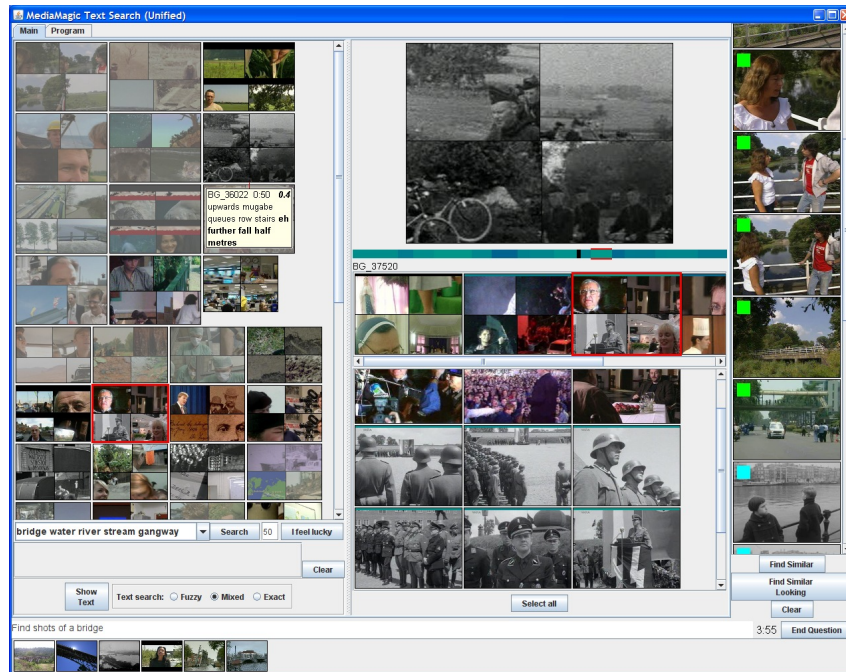 MediaMagic Text Search (Unified)
Main Program
BG_36022 0:50 0.4
upwards mugabe
queues row stairs eh
further fall half
metres
BG_37520
bridge water river stream gangway Search 50 I feel lucky
Clear
Show
Text
Text search: Fuzzy Mixed Exact
Select all
Find Similar
Find Similar
Looking
Clear
Find shots of a bridge 3:55 End Question